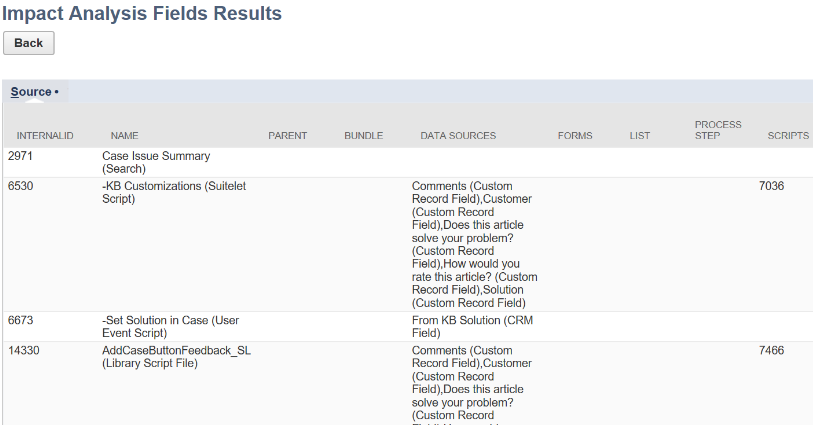 Impact Analysis Fields Results
Back
Source •
INTERNALID NAME PARENT BUNDLE DATA SOURCES FORMS LIST PROCESS STEP SCRIPTS
2971 Case Issue Summary
(Search)
6530 -KB Customizations (Suitelet Comments (Custom 7036
Script) Record Field),Customer
(Custom Record
Field),Does this article
solve your problem?
(Custom Record
Field),How would you
rate this article? (Custom
Record Field),Solution
(Custom Record Field)
6673 -Set Solution in Case (User From KB Solution (CRM
Event Script) Field)
14330 AddCaseButtonFeedback_SL Comments (Custom 7466
(Library Script File) Record Field),Customer
(Custom Record
Field),Does this article
solve your problem?
(Custom Record